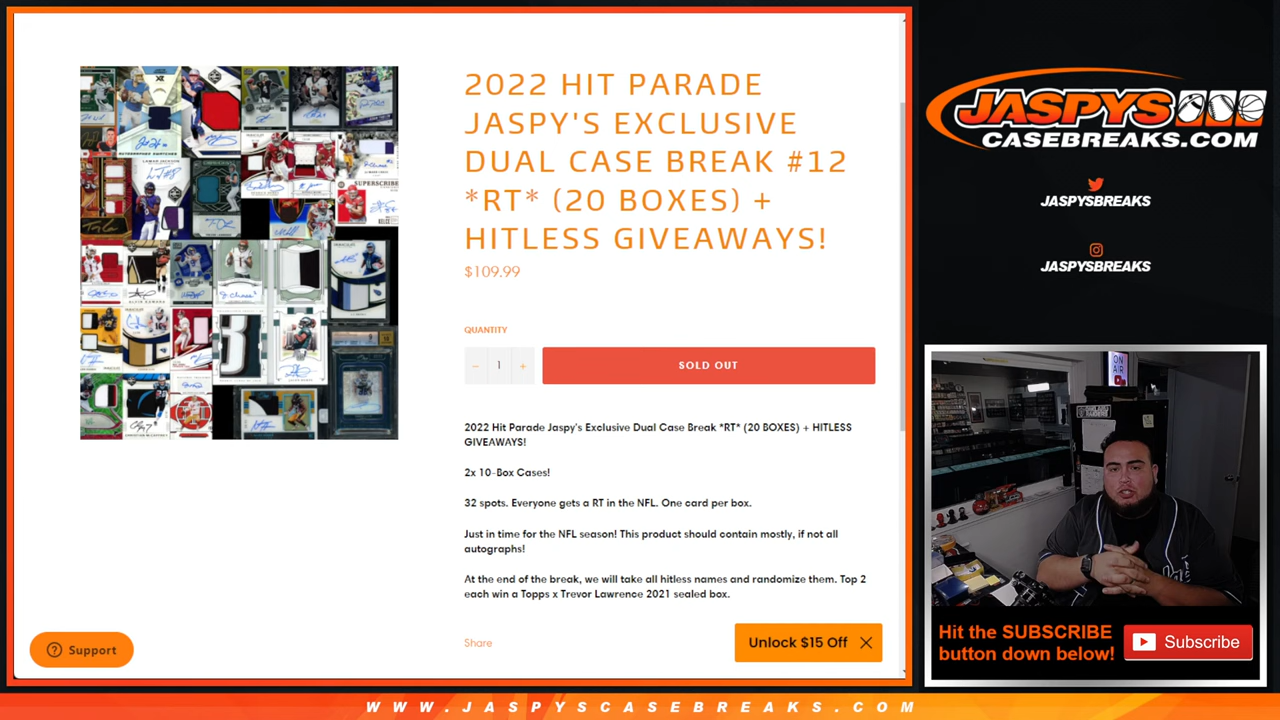 2022 HIT PARADE
JASPY'S EXCLUSIVE
DUAL CASE BREAK #12
*RT* (20 BOXES) +
HITLESS GIVEAWAYS!
$109.99
QUANTITY
− 1 +
SOLD OUT
2022 Hit Parade Jaspy's Exclusive Dual Case Break *RT* (20 BOXES) + HITLESS
GIVEAWAYS!
2x 10-Box Cases!
32 spots. Everyone gets a RT in the NFL. One card per box.
Just in time for the NFL season! This product should contain mostly, if not all
autographs!
At the end of the break, we will take all hitless names and randomize them. Top 2
each win a Topps x Trevor Lawrence 2021 sealed box.
Share
Support
Unlock $15 Off
JASPYS
CASEBREAKS.COM
JASPYSBREAKS
JASPYSBREAKS
ON
AIR
Hit the SUBSCRIBE
button down below!
Subscribe
WWW.JASPYSCASEBREAKS.COM